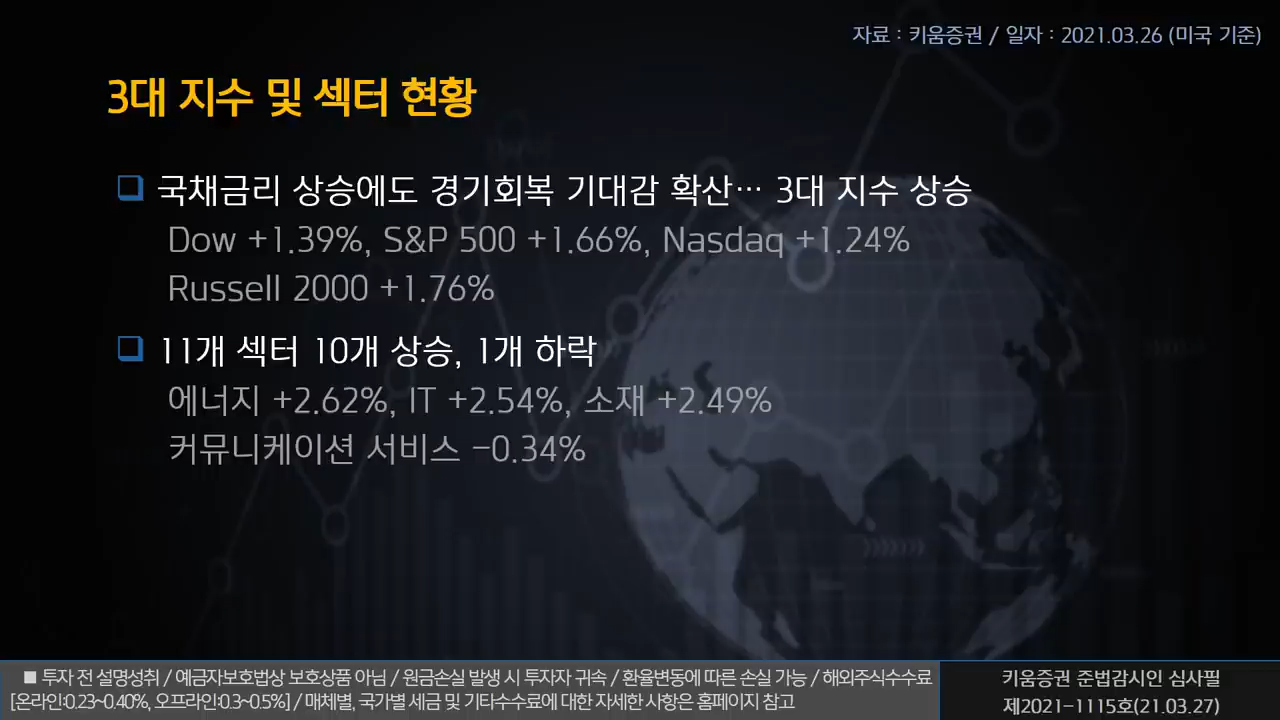 자료 : 키움증권 / 일자 : 2021.03.26 (미국 기준)
3대 지수 및 섹터 현황
❑ 국채금리 상승에도 경기회복 기대감 확산… 3대 지수 상승
Dow +1.39%, S&P 500 +1.66%, Nasdaq +1.24%
Russell 2000 +1.76%
❑ 11개 섹터 10개 상승, 1개 하락
에너지 +2.62%, IT +2.54%, 소재 +2.49%
커뮤니케이션 서비스 -0.34%
■ 투자 전 설명성취 / 예금자보호법상 보호상품 아님 / 원금손실 발생 시 투자자 귀속 / 환율변동에 따른 손실 가능 / 해외주식수수료
[온라인:0.23~0.40%, 오프라인:0.3~0.5%] / 매체별, 국가별 세금 및 기타수수료에 대한 자세한 사항은 홈페이지 참고
키움증권 준법감시인 심사필
제2021-1115호(21.03.27)